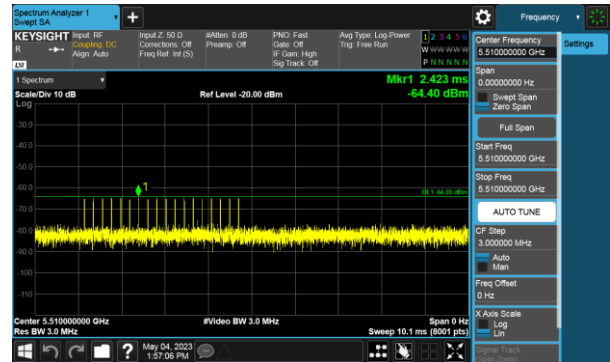 Spectrum Analyzer 1
Swept SA
+
Frequency
KEYSIGHT
R
Input: RF
Coupling: DC
Align: Auto
Input Z: 50 Ω
Corrections: Off
Freq Ref: Int (S)
#Atten: 0 dB
Preamp: Off
PNO: Fast
Gate: Off
IF Gain: High
Sig Track: Off
Avg Type: Log-Power
Trig: Free Run
1 2 3 4 5 6
W W W W W W
P N N N N N
LXI
1 Spectrum
Scale/Div 10 dB
Log
Ref Level -20.00 dBm
Mkr1 2.423 ms
-64.40 dBm
-30.0
-40.0
-50.0
-60.0
-70.0
-80.0
-90.0
-100
-110
1
DL1 -64.00 dBm
Center 5.510000000 GHz
Res BW 3.0 MHz
#Video BW 3.0 MHz
Span 0 Hz
Sweep 10.1 ms (8001 pts)
Center Frequency
5.510000000 GHz
Span
0.00000000 Hz
Swept Span
Zero Span
Full Span
Start Freq
5.510000000 GHz
Stop Freq
5.510000000 GHz
AUTO TUNE
CF Step
3.000000 MHz
Auto
Man
Freq Offset
0 Hz
X Axis Scale
Log
Lin
Signal Track
(Span Zoom)
Settings
?
May 04, 2023
1:57:06 PM